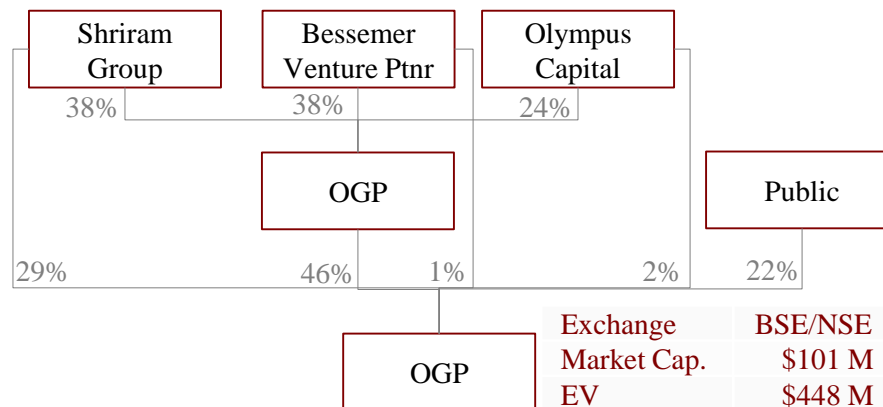 Shriram
Group
Bessemer
Venture Ptnr
Olympus
Capital
38%
38%
24%
OGP
Public
29%
46%
1%
2%
22%
OGP
Exchange BSE/NSE
Market Cap. $101 M
EV $448 M